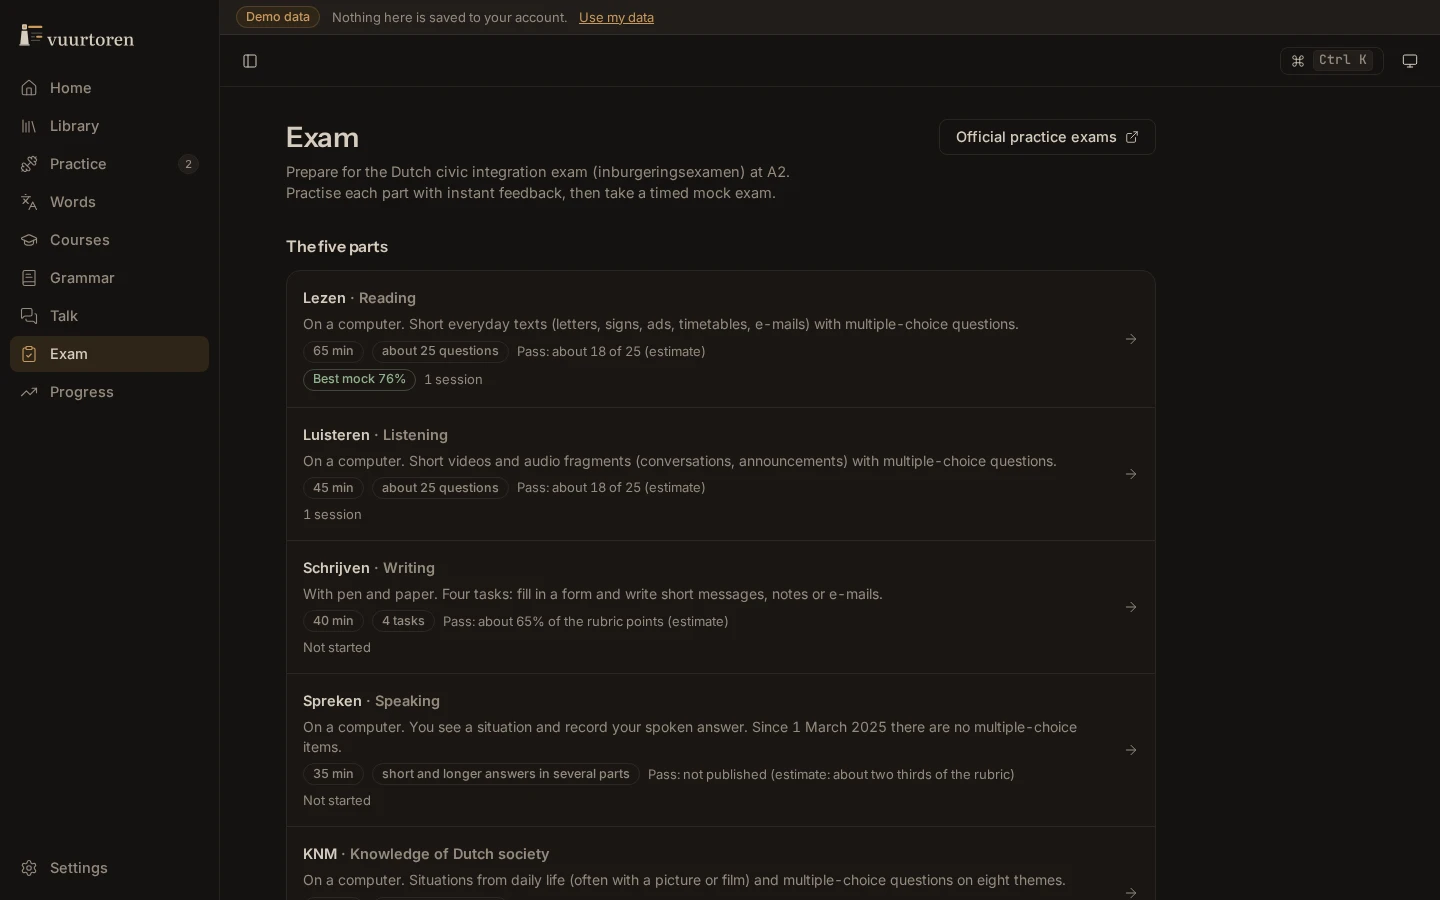 vuurtoren
Home
Library
Practice 2
Words
Courses
Grammar
Talk
Exam
Progress
Settings
Demo data Nothing here is saved to your account. Use my data
⌘ Ctrl K
Exam
Official practice exams
Prepare for the Dutch civic integration exam (inburgeringsexamen) at A2.
Practise each part with instant feedback, then take a timed mock exam.
The five parts
Lezen · Reading
On a computer. Short everyday texts (letters, signs, ads, timetables, e-mails) with multiple-choice questions.
65 min about 25 questions Pass: about 18 of 25 (estimate)
Best mock 76% 1 session
Luisteren · Listening
On a computer. Short videos and audio fragments (conversations, announcements) with multiple-choice questions.
45 min about 25 questions Pass: about 18 of 25 (estimate)
1 session
Schrijven · Writing
With pen and paper. Four tasks: fill in a form and write short messages, notes or e-mails.
40 min 4 tasks Pass: about 65% of the rubric points (estimate)
Not started
Spreken · Speaking
On a computer. You see a situation and record your spoken answer. Since 1 March 2025 there are no multiple-choice
items.
35 min short and longer answers in several parts Pass: not published (estimate: about two thirds of the rubric)
Not started
KNM · Knowledge of Dutch society
On a computer. Situations from daily life (often with a picture or film) and multiple-choice questions on eight themes.